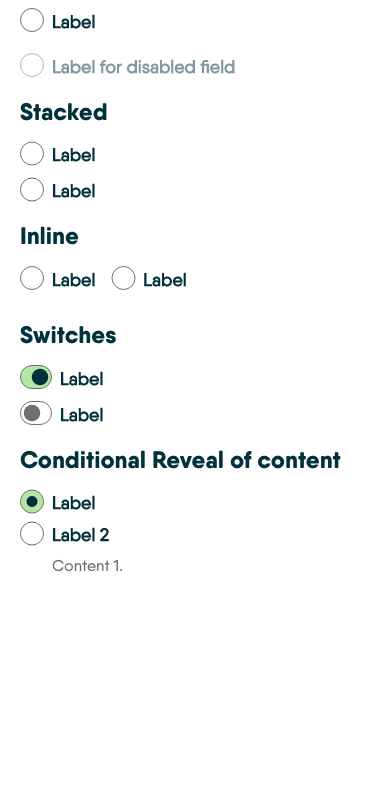 Label
Label for disabled field
Stacked
Label
Label
Inline
Label Label
Switches
Label
Label
Conditional Reveal of content
Label
Label 2
Content 1.